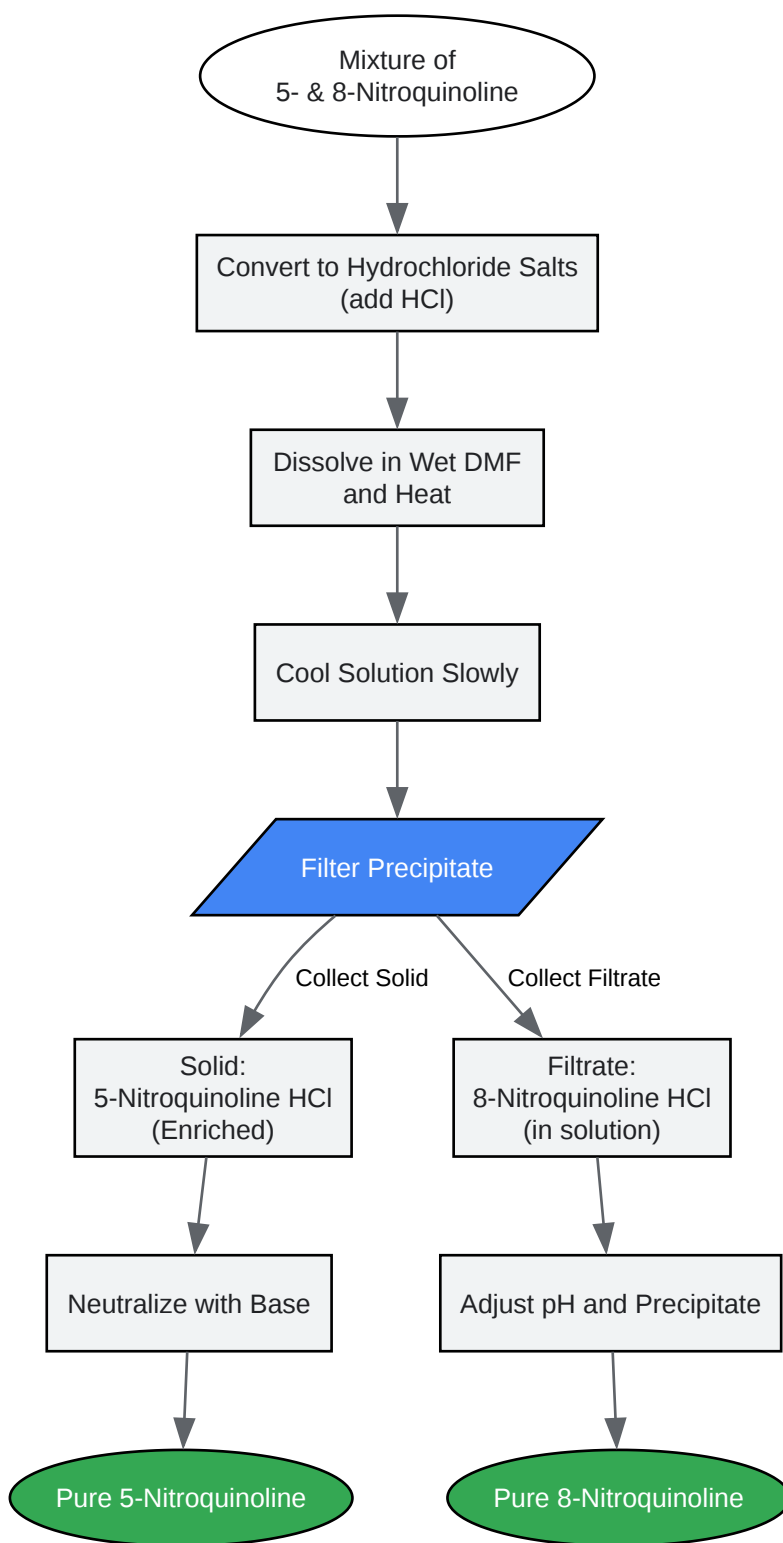 Mixture of
5- & 8-Nitroquinoline
Convert to Hydrochloride Salts
(add HCl)
Dissolve in Wet DMF
and Heat
Cool Solution Slowly
Filter Precipitate
Collect Solid
Collect Filtrate
Solid:
5-Nitroquinoline HCl
(Enriched)
Filtrate:
8-Nitroquinoline HCl
(in solution)
Neutralize with Base
Adjust pH and Precipitate
Pure 5-Nitroquinoline
Pure 8-Nitroquinoline